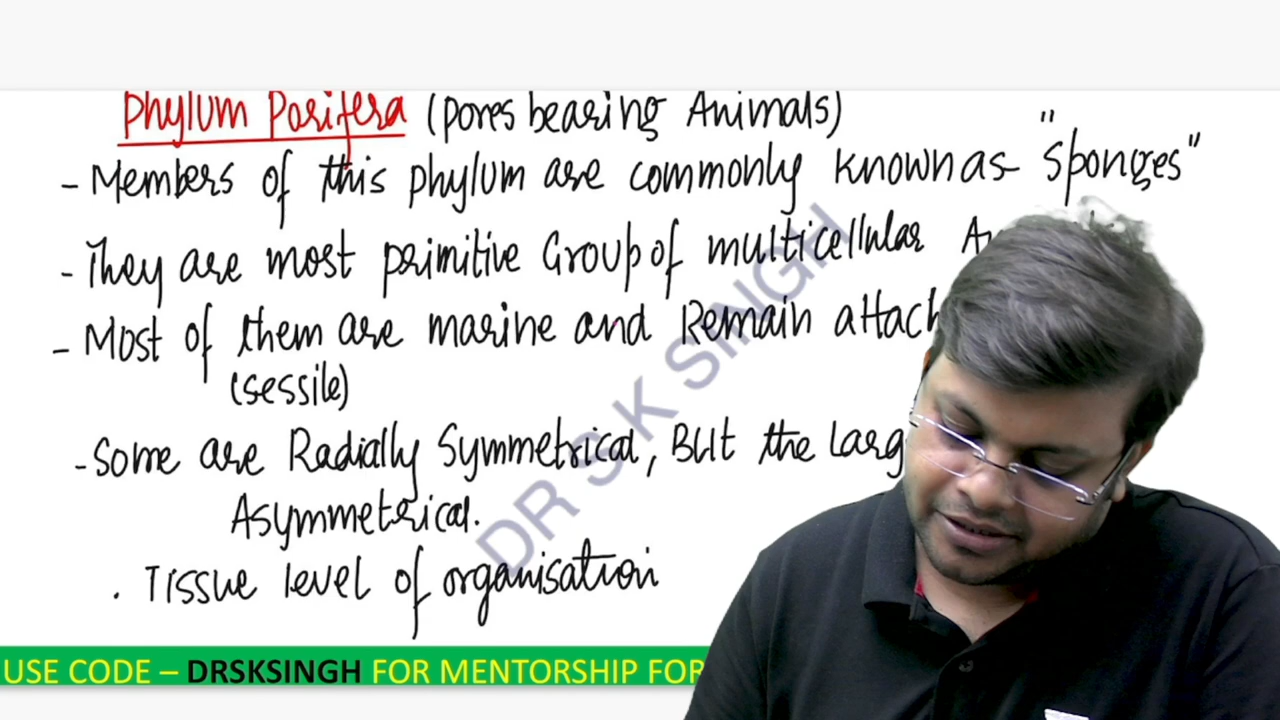 Phylum Porifera (Pores bearing Animals)
- Members of this phylum are commonly known as "Sponges"
- They are most primitive Group of multicellular
- Most of them are marine and Remain attach
(sessile)
- Some are Radially Symmetrical, But the Larg
Asymmetrical.
. Tissue level of organisation
DR S K SINGH
USE CODE – DRSKSINGH FOR MENTORSHIP FOR